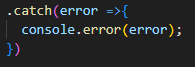 .catch(error =>{
  console.error(error);
})